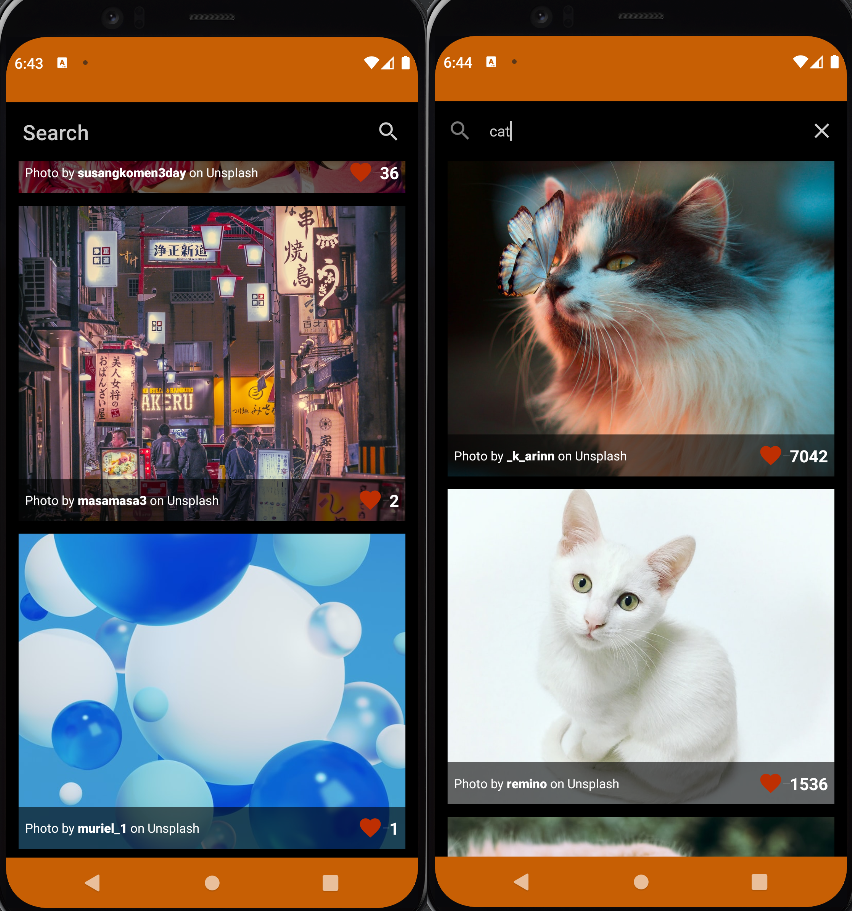 6:43
Search
Photo by susangkomen3day on Unsplash
36
串
焼
鳥
浄正新道
美人女将の
おばんざい屋
AKERU
Photo by masamasa3 on Unsplash
2
Photo by muriel_1 on Unsplash
1
6:44
cat
Photo by _k_arinn on Unsplash
7042
Photo by remino on Unsplash
1536